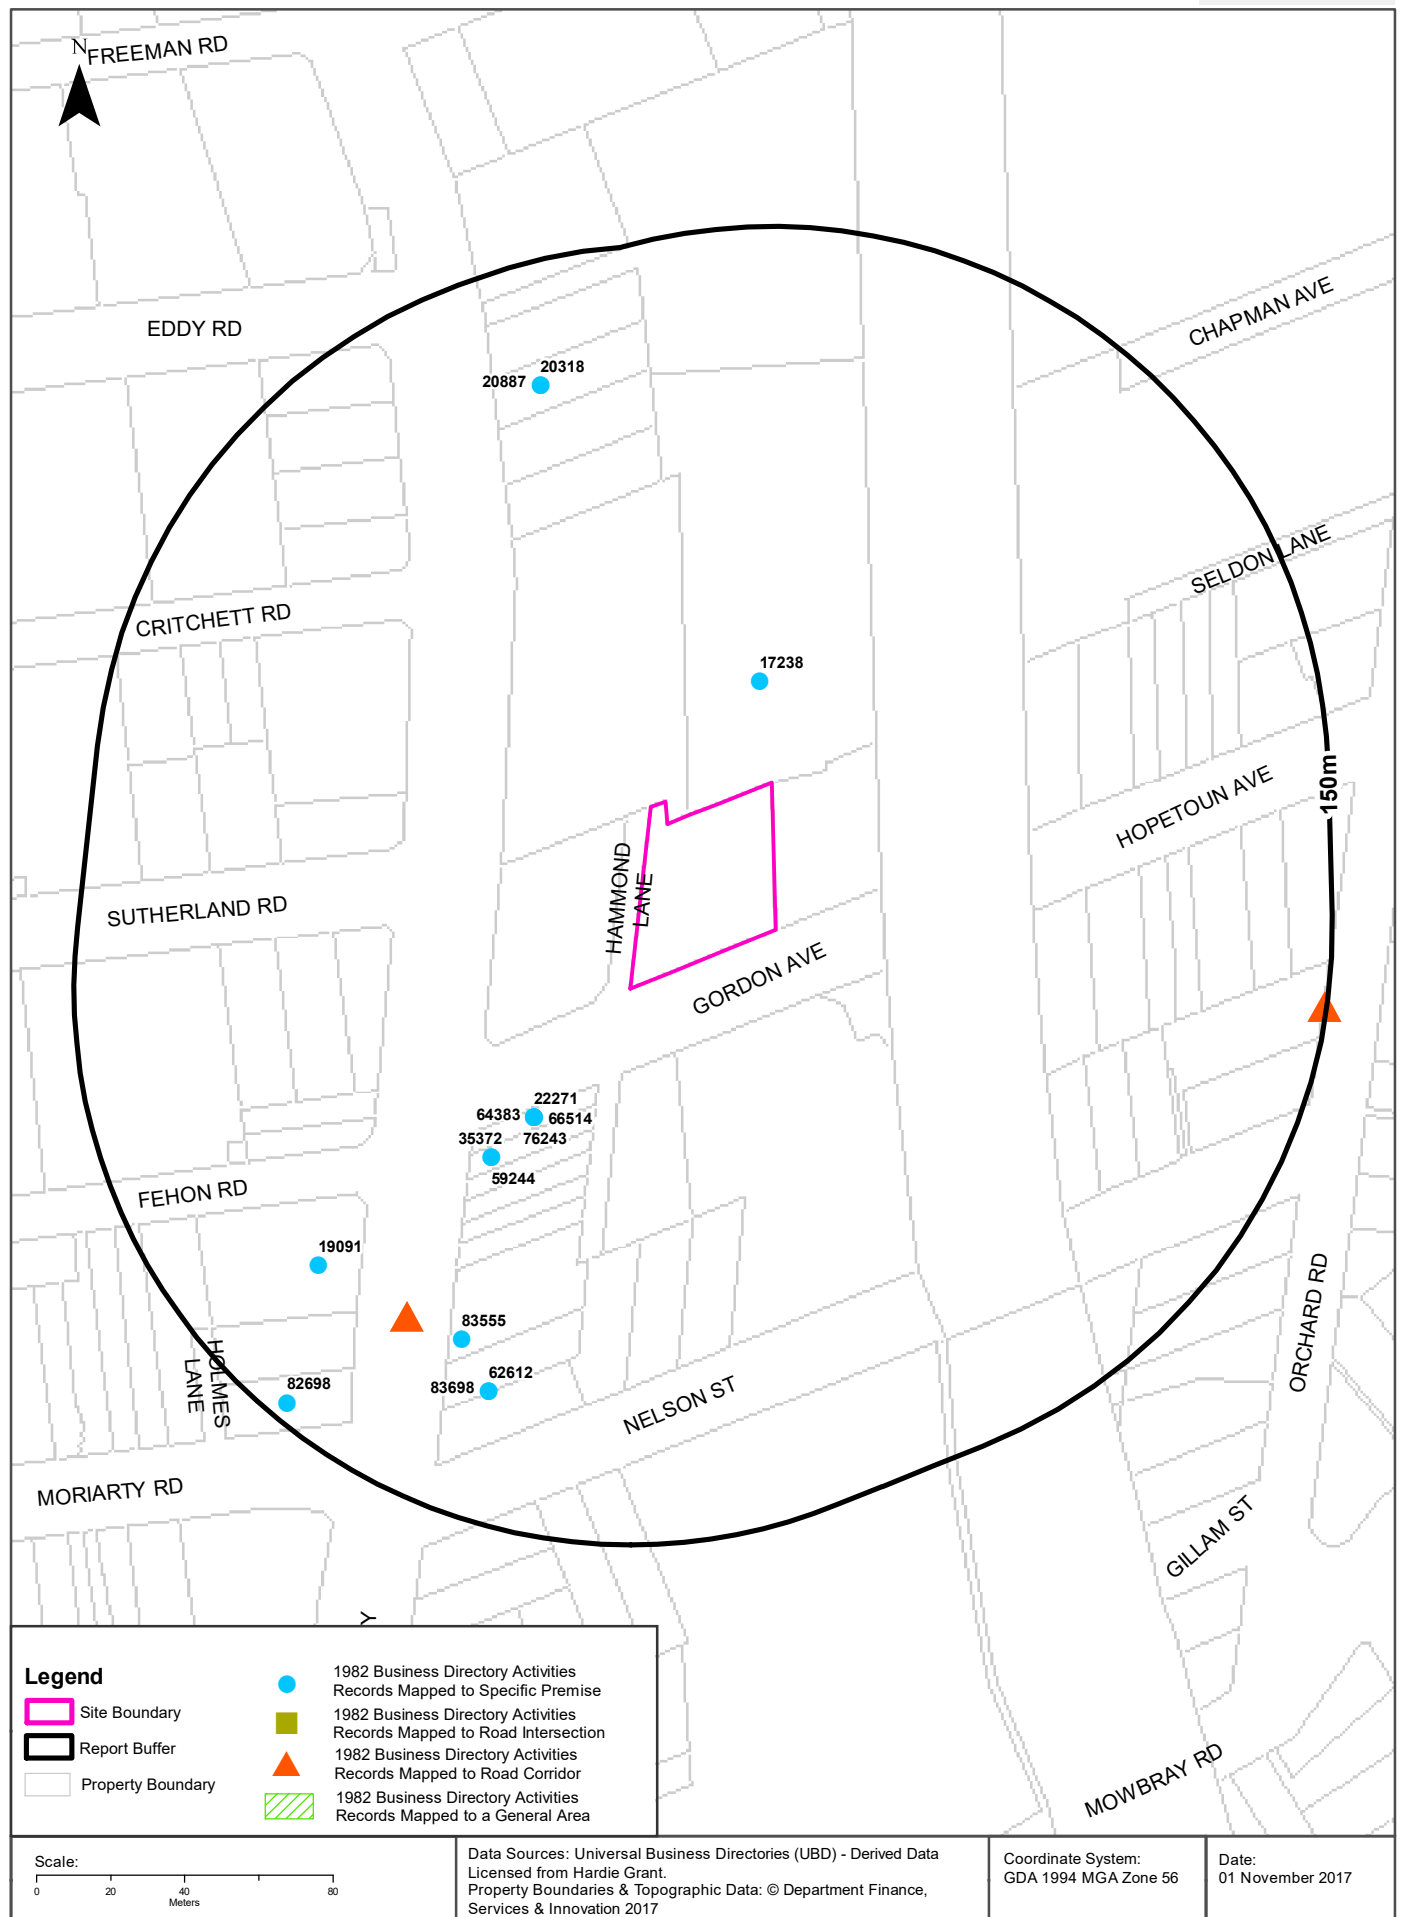 N
FREEMAN RD
EDDY RD
CHAPMAN AVE
20318
20887
SELDON LANE
CRITCHETT RD
17238
150m
HOPETOUN AVE
HAMMOND
LANE
SUTHERLAND RD
GORDON AVE
22271
64383
66514
35372
76243
59244
FEHON RD
19091
ORCHARD RD
83555
HOLMES
LANE
62612
82698
83698
NELSON ST
MORIARTY RD
GILLAM ST
Y
MOWBRAY RD
Legend
Site Boundary
Report Buffer
Property Boundary
1982 Business Directory Activities
Records Mapped to Specific Premise
1982 Business Directory Activities
Records Mapped to Road Intersection
1982 Business Directory Activities
Records Mapped to Road Corridor
1982 Business Directory Activities
Records Mapped to a General Area
Scale:
0 20 40 80
Meters
Data Sources: Universal Business Directories (UBD) - Derived Data
Licensed from Hardie Grant.
Property Boundaries & Topographic Data: © Department Finance,
Services & Innovation 2017
Coordinate System:
GDA 1994 MGA Zone 56
Date:
01 November 2017